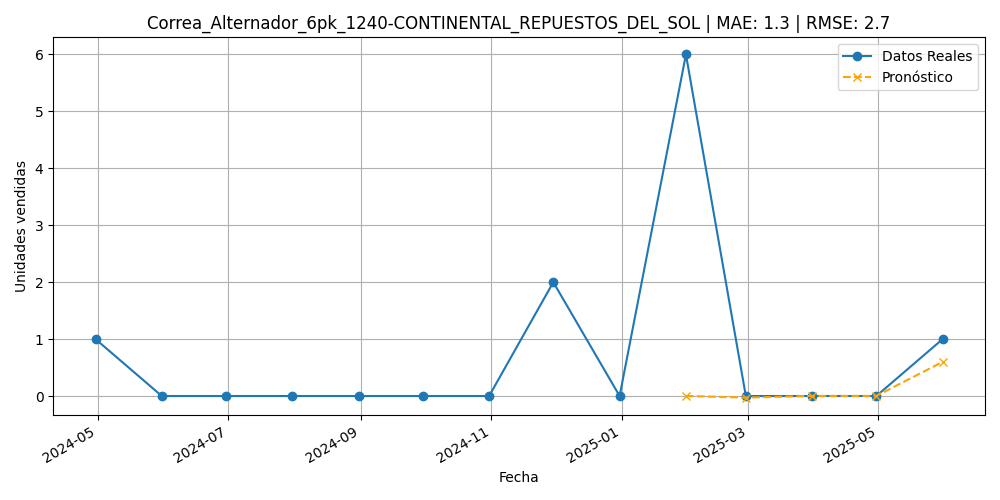 Correa_Alternador_6pk_1240-CONTINENTAL_REPUESTOS_DEL_SOL | MAE: 1.3 | RMSE: 2.7
Datos Reales
Pronóstico
Unidades vendidas
6
5
4
3
2
1
0
2024-05
2024-07
2024-09
2024-11
2025-01
2025-03
2025-05
Fecha